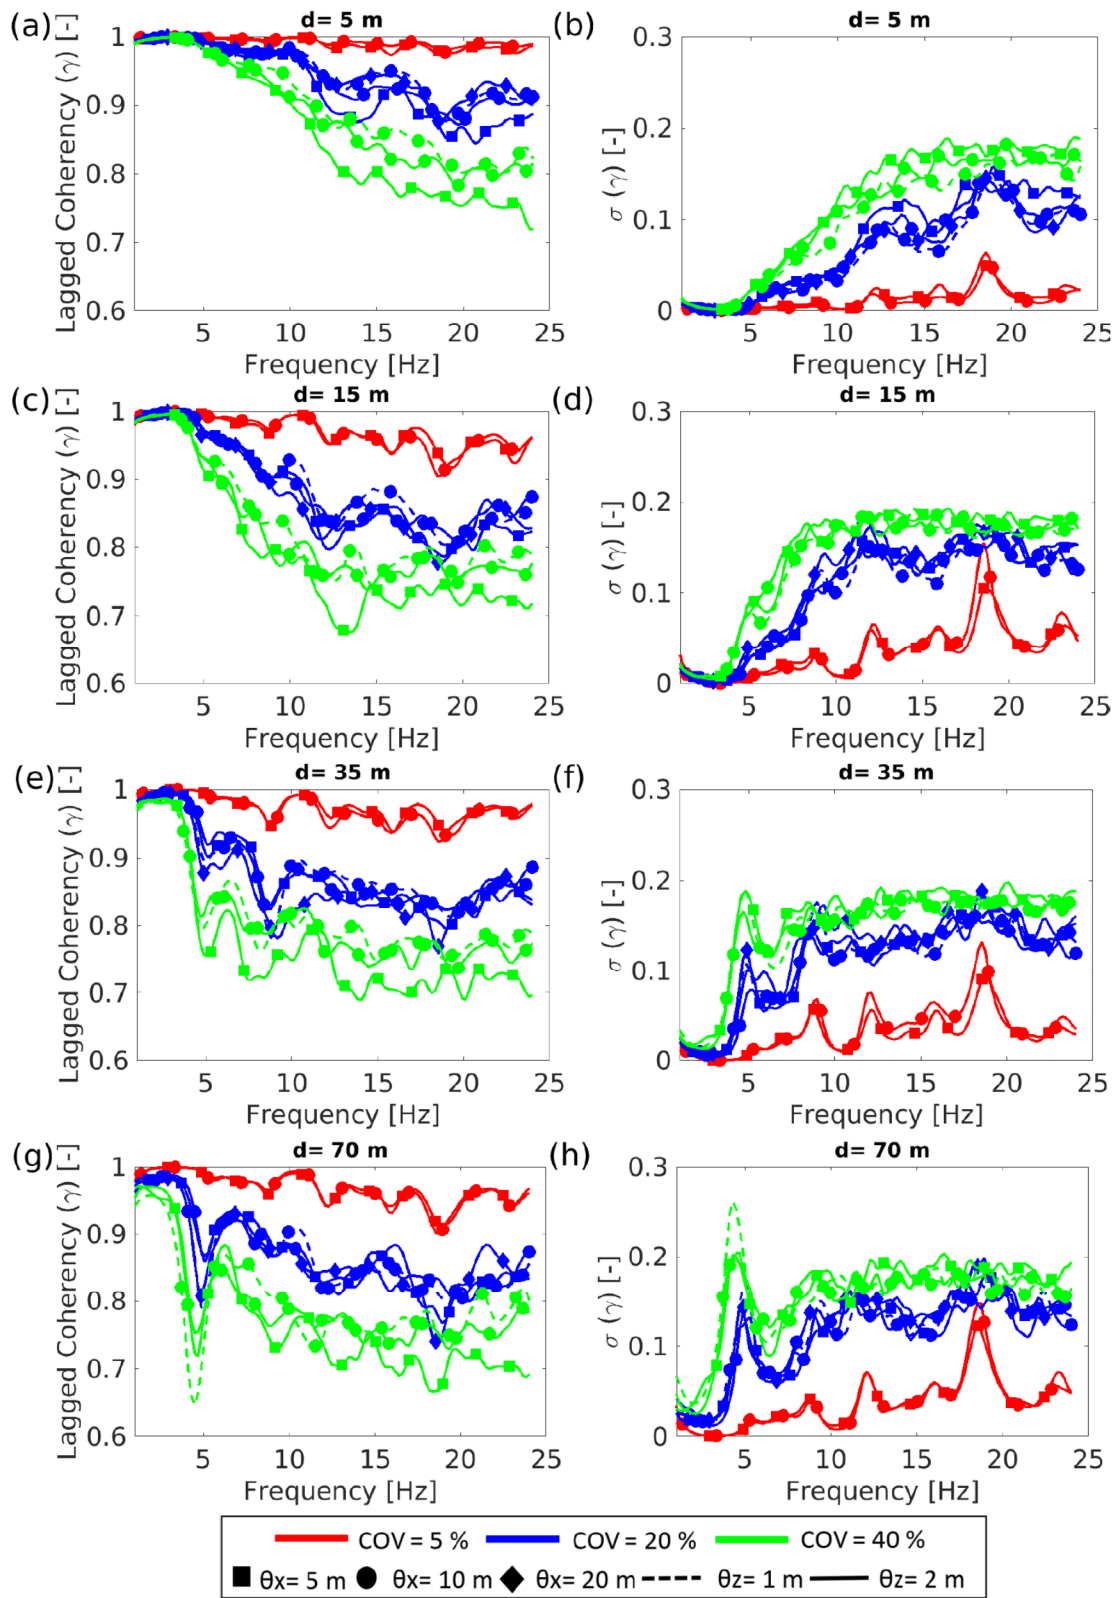 (a) d= 5 m
Lagged Coherency (γ) [-]
1
0.9
0.8
0.7
0.6
5 10 15 20 25
Frequency [Hz]
(b) d= 5 m
σ (γ) [-]
0.3
0.2
0.1
0
5 10 15 20 25
Frequency [Hz]
(c) d= 15 m
Lagged Coherency (γ) [-]
1
0.9
0.8
0.7
0.6
5 10 15 20 25
Frequency [Hz]
(d) d= 15 m
σ (γ) [-]
0.3
0.2
0.1
0
5 10 15 20 25
Frequency [Hz]
(e) d= 35 m
Lagged Coherency (γ) [-]
1
0.9
0.8
0.7
0.6
5 10 15 20 25
Frequency [Hz]
(f) d= 35 m
σ (γ) [-]
0.3
0.2
0.1
0
5 10 15 20 25
Frequency [Hz]
(g) d= 70 m
Lagged Coherency (γ) [-]
1
0.9
0.8
0.7
0.6
5 10 15 20 25
Frequency [Hz]
(h) d= 70 m
σ (γ) [-]
0.3
0.2
0.1
0
5 10 15 20 25
Frequency [Hz]
COV = 5 % COV = 20 % COV = 40 %
θx= 5 m θx= 10 m θx= 20 m θz= 1 m θz= 2 m